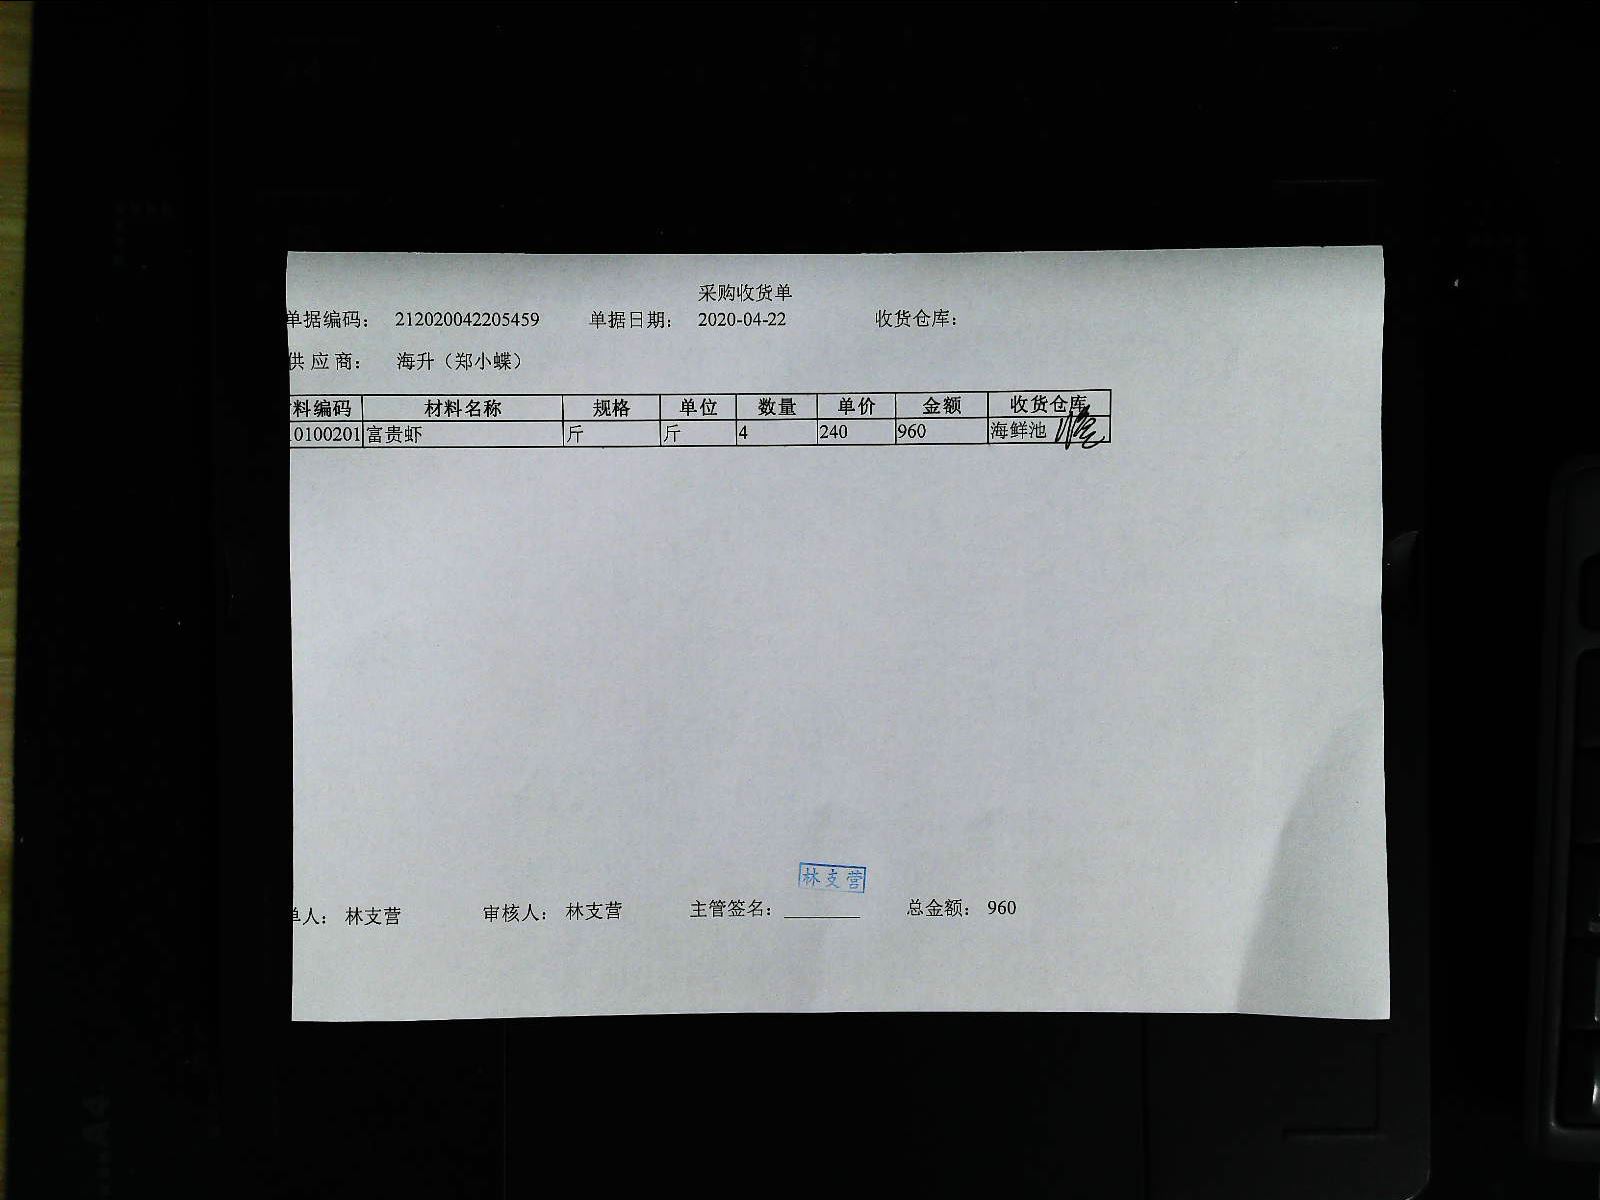 采购收货单
单据编码： 212020042205459 单据日期： 2020-04-22 收货仓库：
供 应 商： 海升（郑小蝶）
料编码 材料名称 规格 单位 数量 单价 金额 收货仓库
10100201 富贵虾 斤 斤 4 240 960 海鲜池
林支营
单人： 林支营 审核人： 林支营 主管签名： 总金额： 960